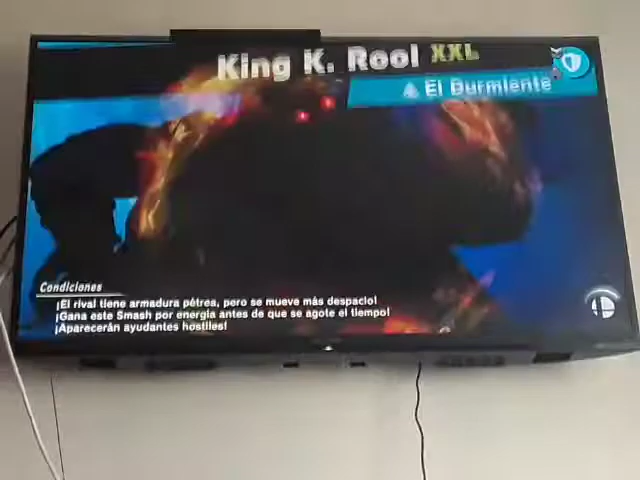 King K. Rool XXL
El Durmiente
Condiciones
¡El rival tiene armadura pétrea, pero se mueve más despacio!
¡Gana este Smash por energía antes de que se agote el tiempo!
¡Aparecerán ayudantes hostiles!